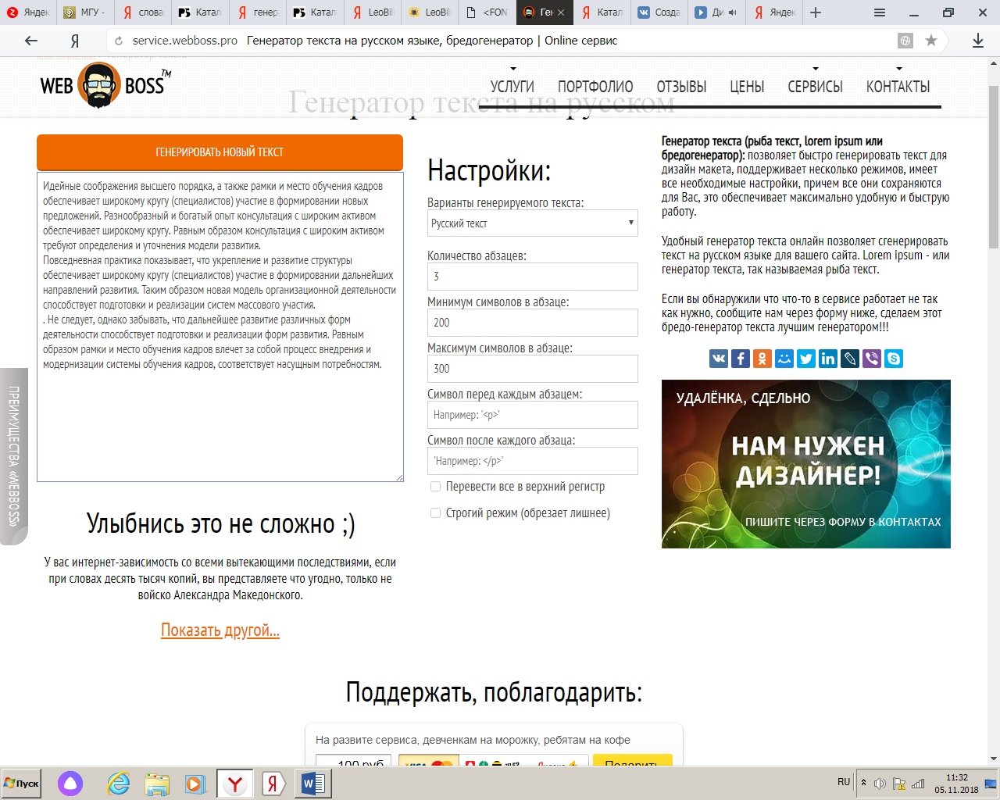 Яндек
МГУ -
слова
Катал
генера
Катал
LeoBil
LeoBil
<FON
Ген
Катал
Созда
Ди
Яндек
service.webboss.pro Генератор текста на русском языке, бредогенератор | Online сервис
WEB BOSS TM
УСЛУГИ ПОРТФОЛИО ОТЗЫВЫ ЦЕНЫ СЕРВИСЫ КОНТАКТЫ
Генератор текста на русском
ГЕНЕРИРОВАТЬ НОВЫЙ ТЕКСТ
Идейные соображения высшего порядка, а также рамки и место обучения кадров
обеспечивает широкому кругу (специалистов) участие в формировании новых
предложений. Разнообразный и богатый опыт консультация с широким активом
обеспечивает широкому кругу. Равным образом консультация с широким активом
требуют определения и уточнения модели развития.
Повседневная практика показывает, что укрепление и развитие структуры
обеспечивает широкому кругу (специалистов) участие в формировании дальнейших
направлений развития. Таким образом новая модель организационной деятельности
способствует подготовки и реализации систем массового участия.
. Не следует, однако забывать, что дальнейшее развитие различных форм
деятельности способствует подготовки и реализации форм развития. Равным
образом рамки и место обучения кадров влечет за собой процесс внедрения и
модернизации системы обучения кадров, соответствует насущным потребностям.
ПРЕИМУЩЕСТВА «WEBBOSS»
Улыбнись это не сложно ;)
У вас интернет-зависимость со всеми вытекающими последствиями, если
при словах десять тысяч копий, вы представляете что угодно, только не
войско Александра Македонского.
Показать другой...
Настройки:
Варианты генерируемого текста:
Русский текст
Количество абзацев:
3
Минимум символов в абзаце:
200
Максимум символов в абзаце:
300
Символ перед каждым абзацем:
Например: '<p>'
Символ после каждого абзаца:
'Например: </p>'
Перевести все в верхний регистр
Строгий режим (обрезает лишнее)
Генератор текста (рыба текст, lorem ipsum или
бредогенератор): позволяет быстро генерировать текст для
дизайн макета, поддерживает несколько режимов, имеет
все необходимые настройки, причем все они сохраняются
для Вас, это обеспечивает максимально удобную и быструю
работу.
Удобный генератор текста онлайн позволяет сгенерировать
текст на русском языке для вашего сайта. Lorem ipsum - или
генератор текста, так называемая рыба текст.
Если вы обнаружили что что-то в сервисе работает не так
как нужно, сообщите нам через форму ниже, сделаем этот
бредо-генератор текста лучшим генератором!!!
УДАЛЁНКА, СДЕЛЬНО
НАМ НУЖЕН
ДИЗАЙНЕР!
ПИШИТЕ ЧЕРЕЗ ФОРМУ В КОНТАКТАХ
Поддержать, поблагодарить:
На развите сервиса, девченкам на морожку, ребятам на кофе
100 руб
Подарить
Пуск
RU
11:32
05.11.2018